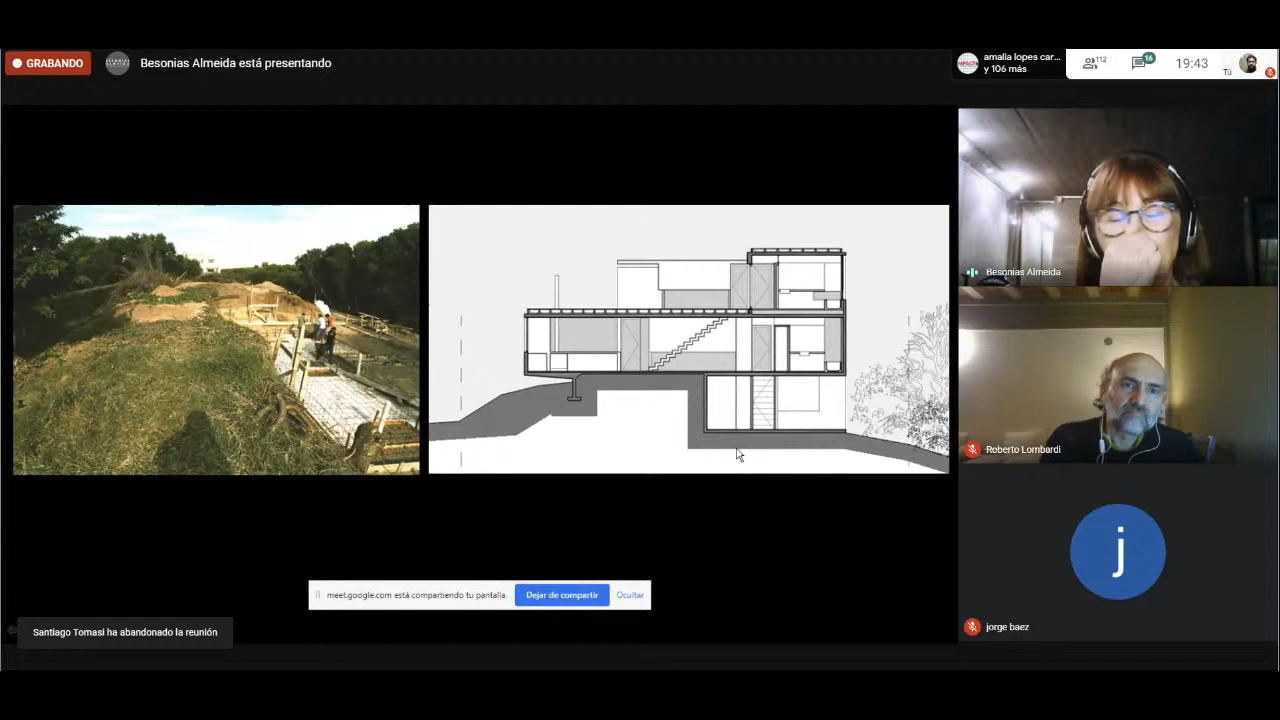 GRABANDO
Besonias Almeida está presentando
amalia lopes car...
y 106 más
112
16
19:43
Tú
Besonias Almeida
Roberto Lombardi
j
jorge baez
meet.google.com está compartiendo tu pantalla.
Dejar de compartir
Ocultar
Santiago Tomasi ha abandonado la reunión